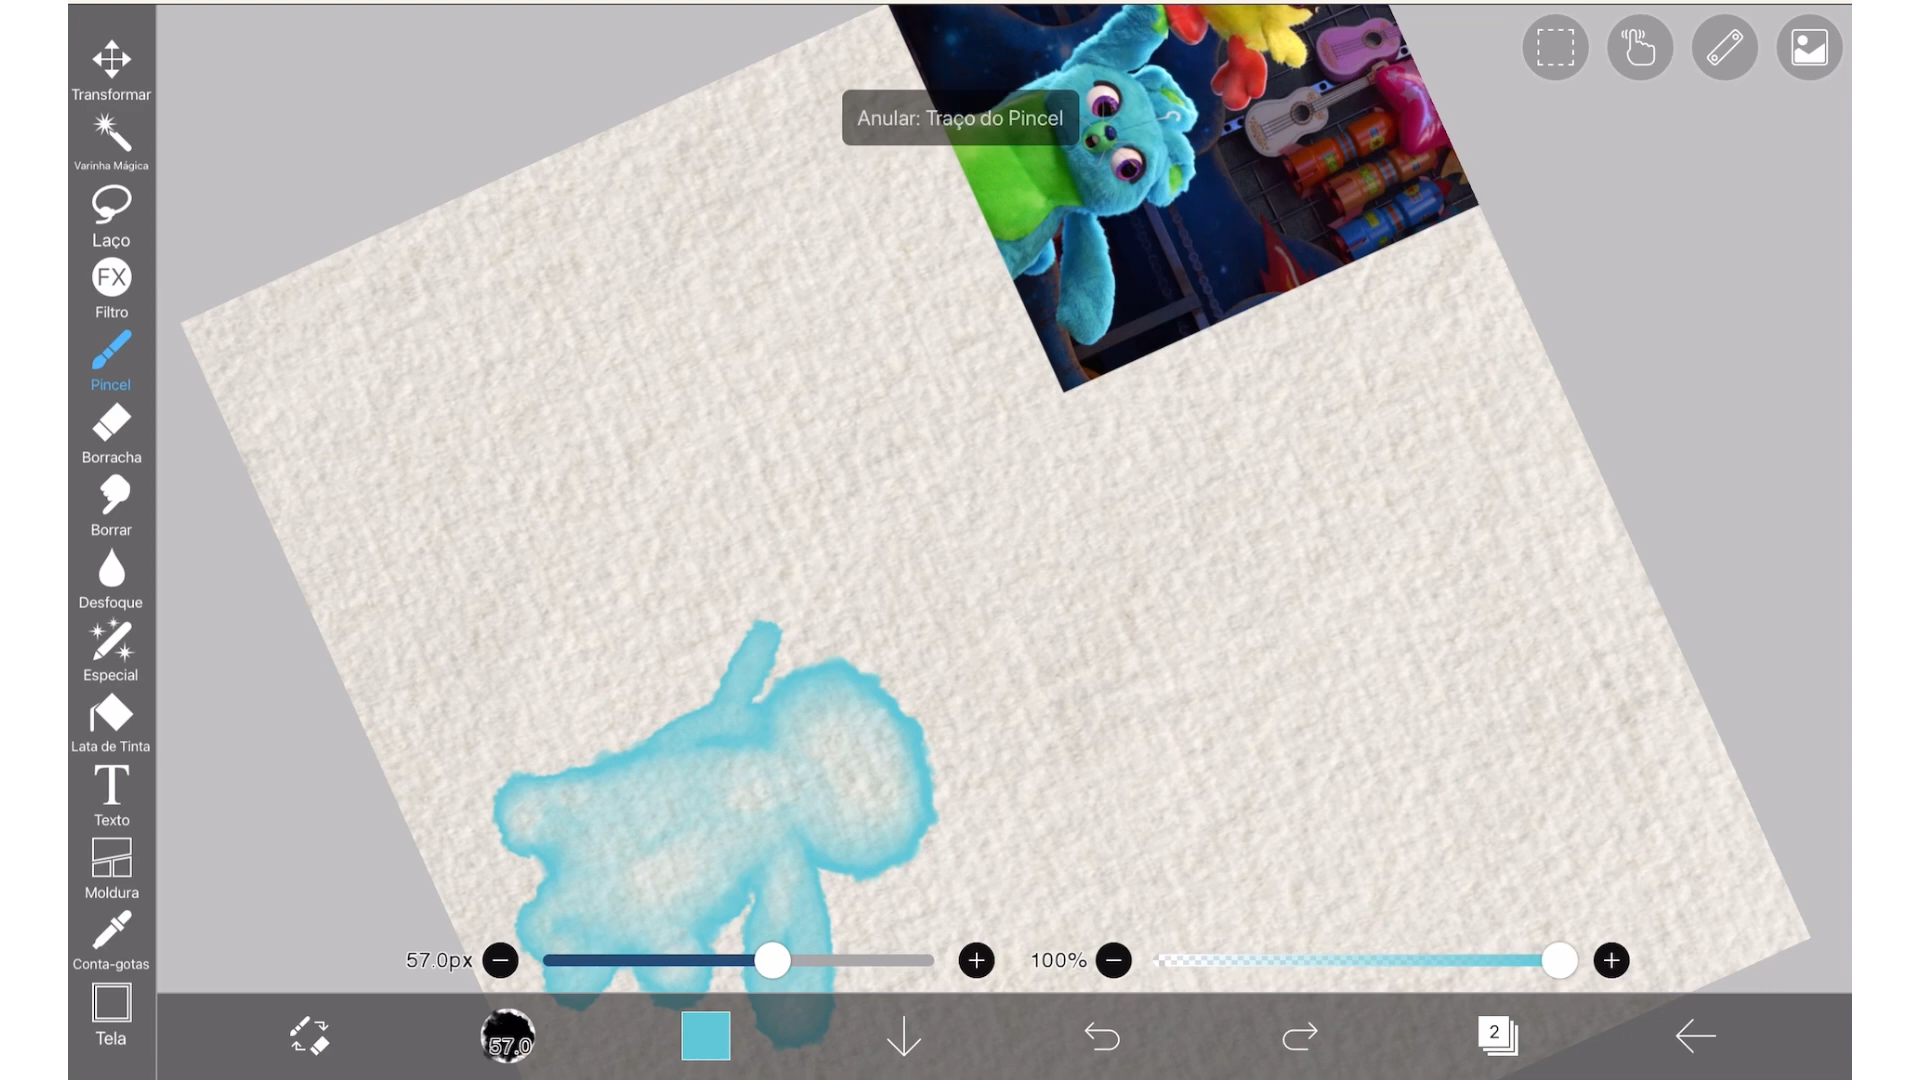 Transformar
Varinha Mágica
Laço
FX
Filtro
Pincel
Borracha
Borrar
Desfoque
Especial
Lata de Tinta
T
Texto
Moldura
Conta-gotas
Tela
Anular: Traço do Pincel
57.0px
100%
57.0
2